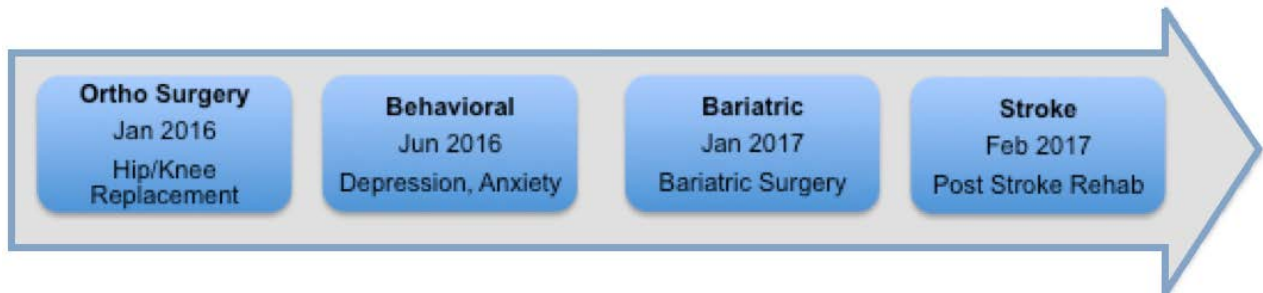 Ortho Surgery
Jan 2016
Hip/Knee
Replacement
Behavioral
Jun 2016
Depression, Anxiety
Bariatric
Jan 2017
Bariatric Surgery
Stroke
Feb 2017
Post Stroke Rehab